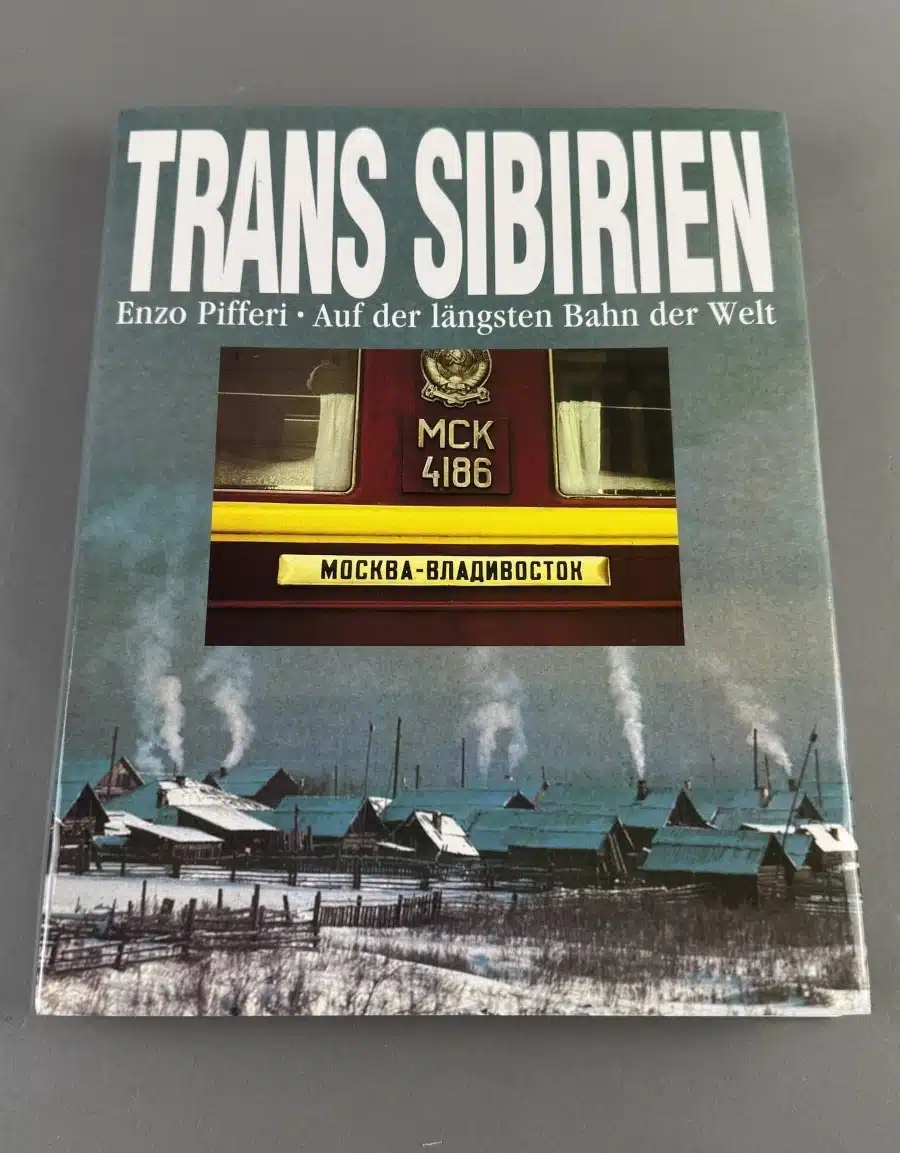 TRANS SIBIRIEN
Enzo Pifferi · Auf der längsten Bahn der Welt
МСК
4186
МОСКВА-ВЛАДИВОСТОК